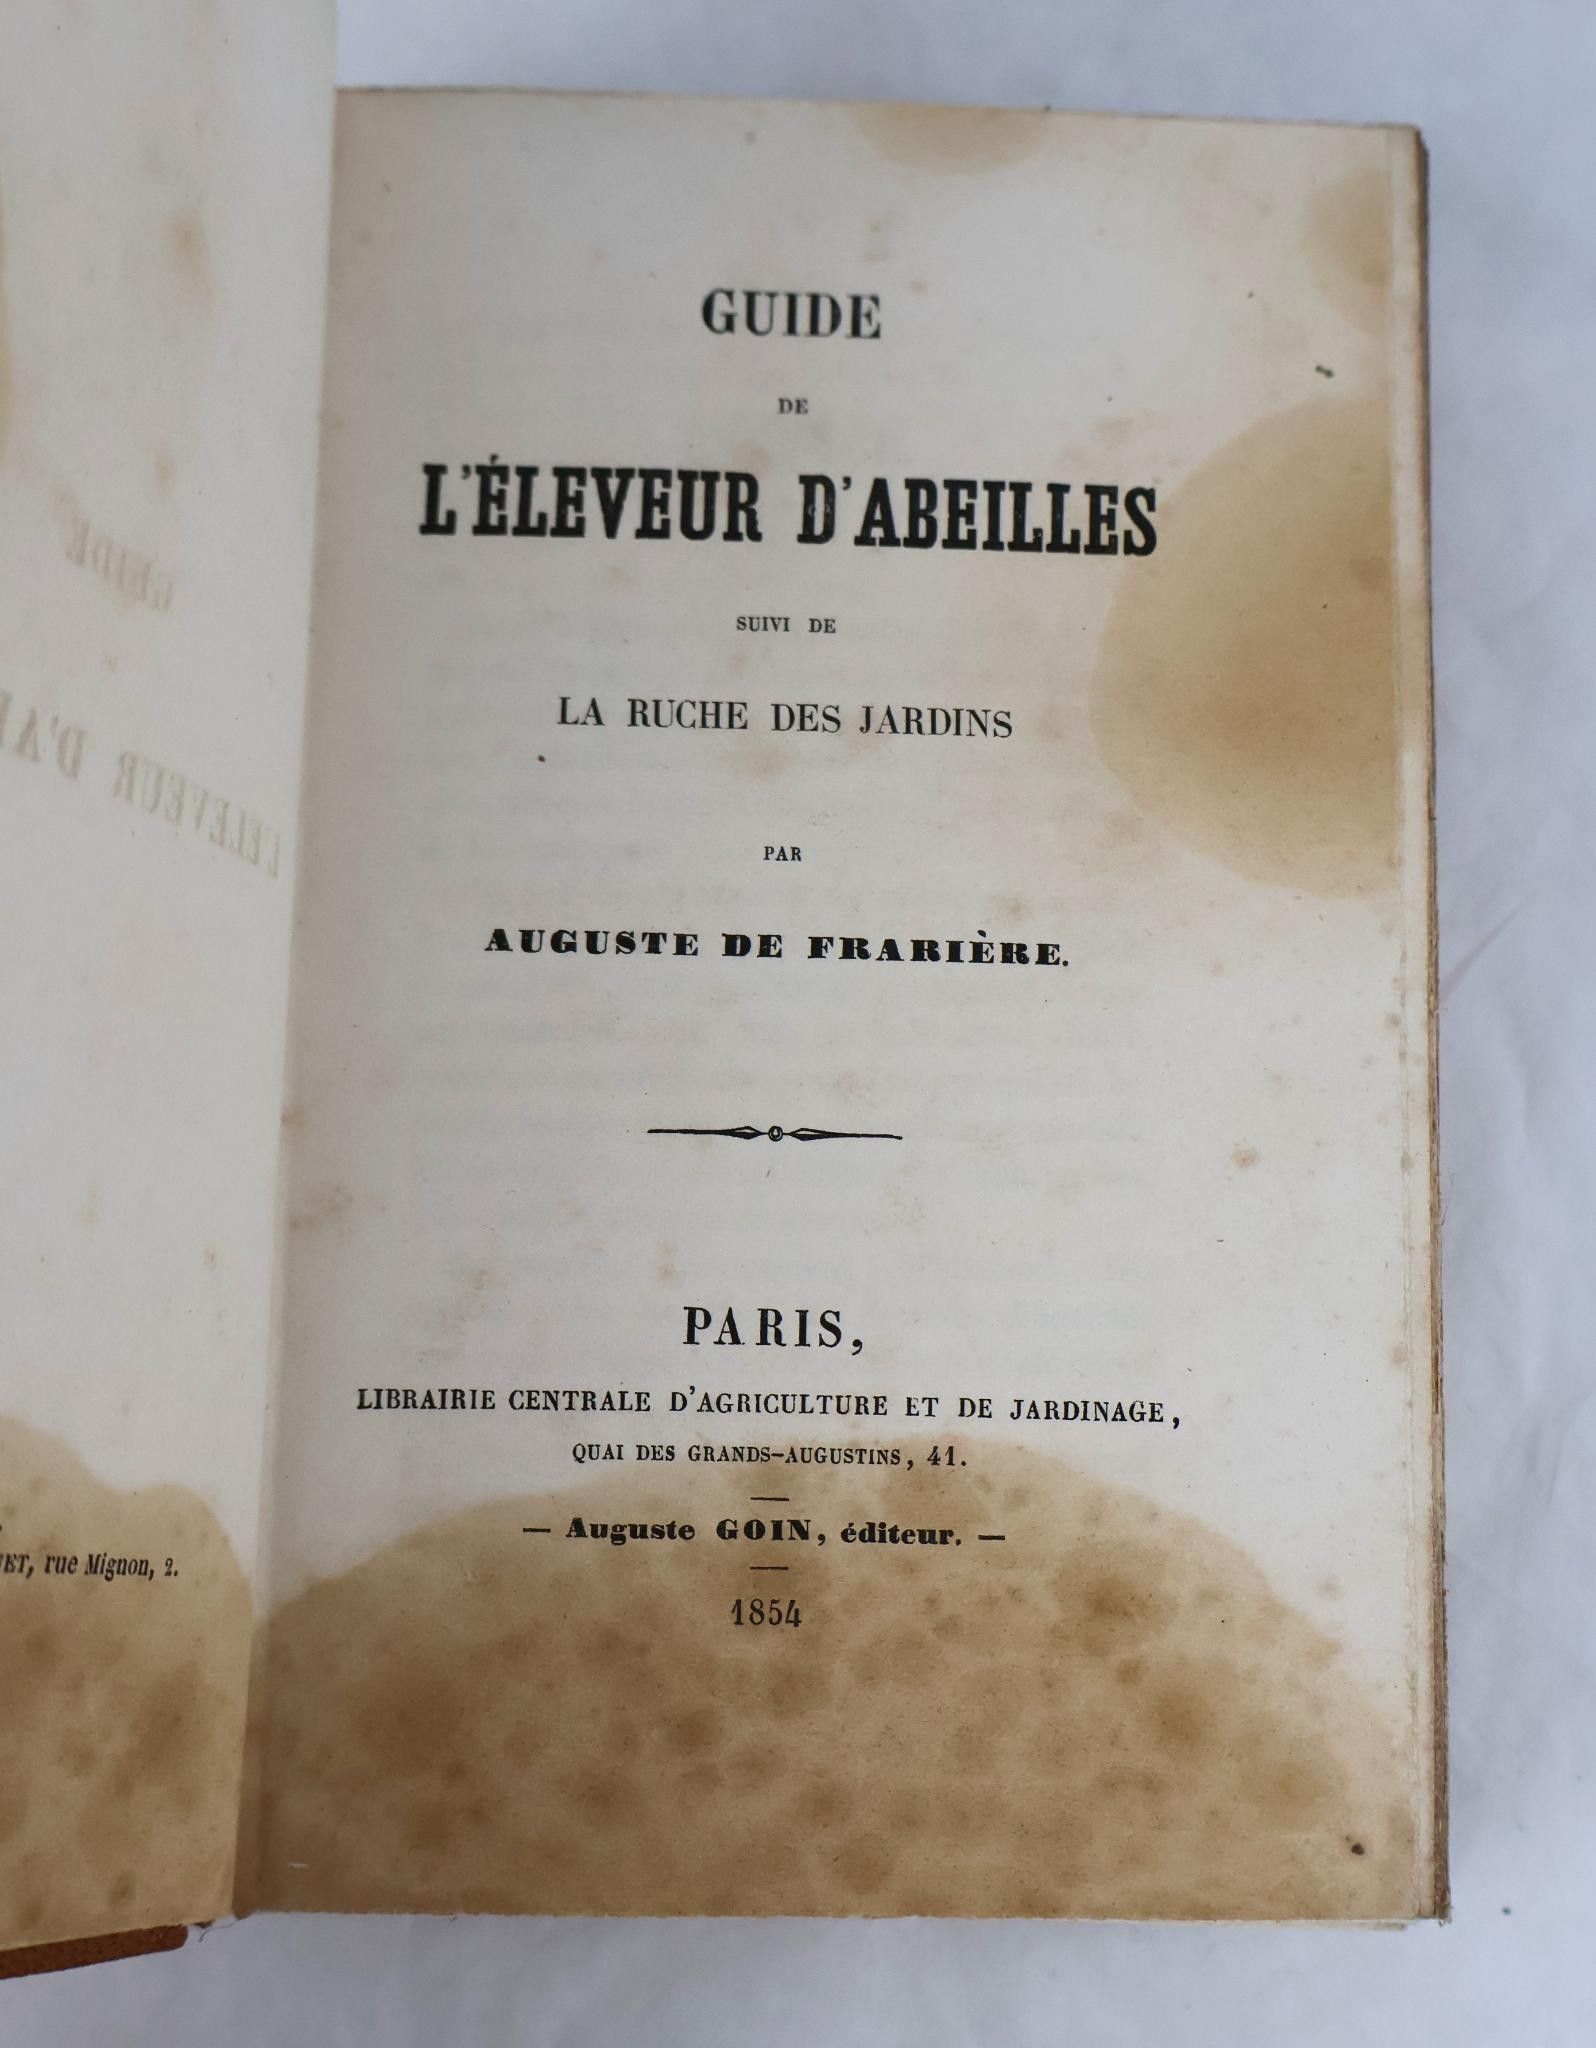 rue Mignon, 2.
GUIDE
DE
L'ÉLEVEUR D'ABEILLES
SUIVI DE
LA RUCHE DES JARDINS
PAR
AUGUSTE DE FRARIÈRE.
PARIS,
LIBRAIRIE CENTRALE D'AGRICULTURE ET DE JARDINAGE,
QUAI DES GRANDS-AUGUSTINS, 41.
— Auguste GOIN, éditeur. —
1854